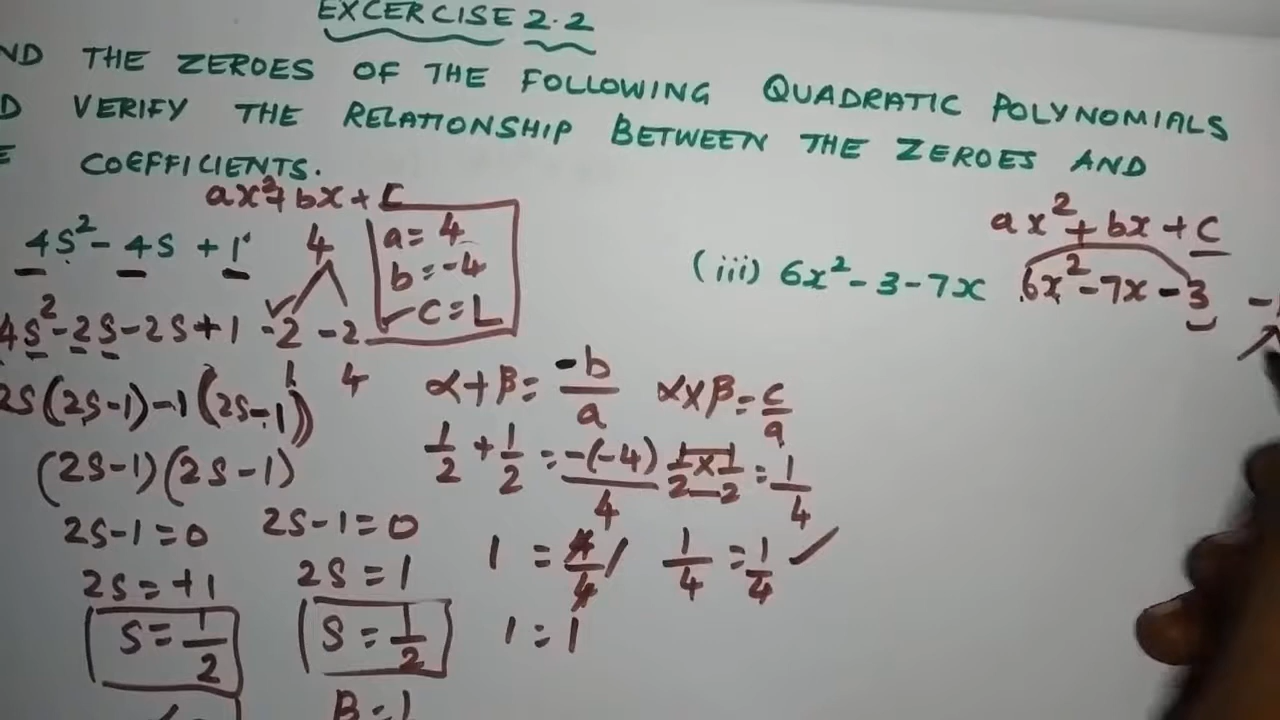 EXCERCISE 2.2
ND THE ZEROES OF THE FOLLOWING QUADRATIC POLYNOMIALS
D VERIFY THE RELATIONSHIP BETWEEN THE ZEROES AND
E COEFFICIENTS.
ax²+bx+c
4S²-4S+1
4
a=4
b=-4
c=1
4S²-2S-2S+1 -2 -2
1 4
2S(2S-1)-1(2S-1)
(2S-1)(2S-1)
2S-1=0 2S-1=0
2S=+1 2S=1
S=1/2 S=1/2
β=1
α+β=-b/a α×β=c/a
1/2+1/2=-(-4)/4 1/2×1/2=1/4
1=4/4 1/4=1/4 ✓
1=1
ax²+bx+c
(iii) 6x²-3-7x 6x²-7x-3